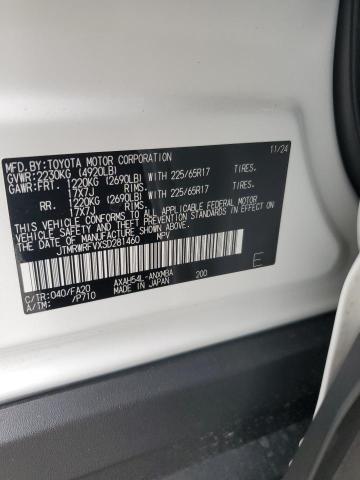 MFD. BY: TOYOTA MOTOR CORPORATION 11/24
GVWR: 2230KG (4920LB)
GAWR: FRT. 1220KG (2690LB) WITH 225/65R17 TIRES.
17X7J RIMS.
RR. 1220KG (2690LB) WITH 225/65R17 TIRES.
17X7J RIMS.
THIS VEHICLE CONFORMS TO ALL APPLICABLE FEDERAL MOTOR
VEHICLE SAFETY, BUMPER, AND THEFT PREVENTION
STANDARDS IN EFFECT ON THE DATE OF
MANUFACTURE SHOWN ABOVE.
JTMRWRFVXSD281460 MPV
C/TR: 040/FA20 AXAH54L-ANXMBA 200 E
/P710 MADE IN JAPAN